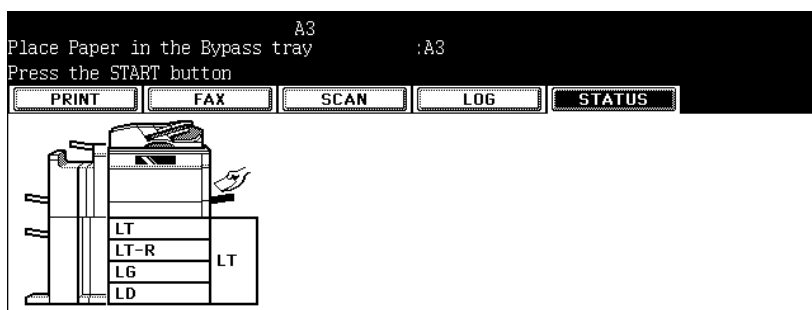 A3
Place Paper in the Bypass tray :A3
Press the START button
PRINT FAX SCAN LOG STATUS
LT
LT-R
LT
LG
LD